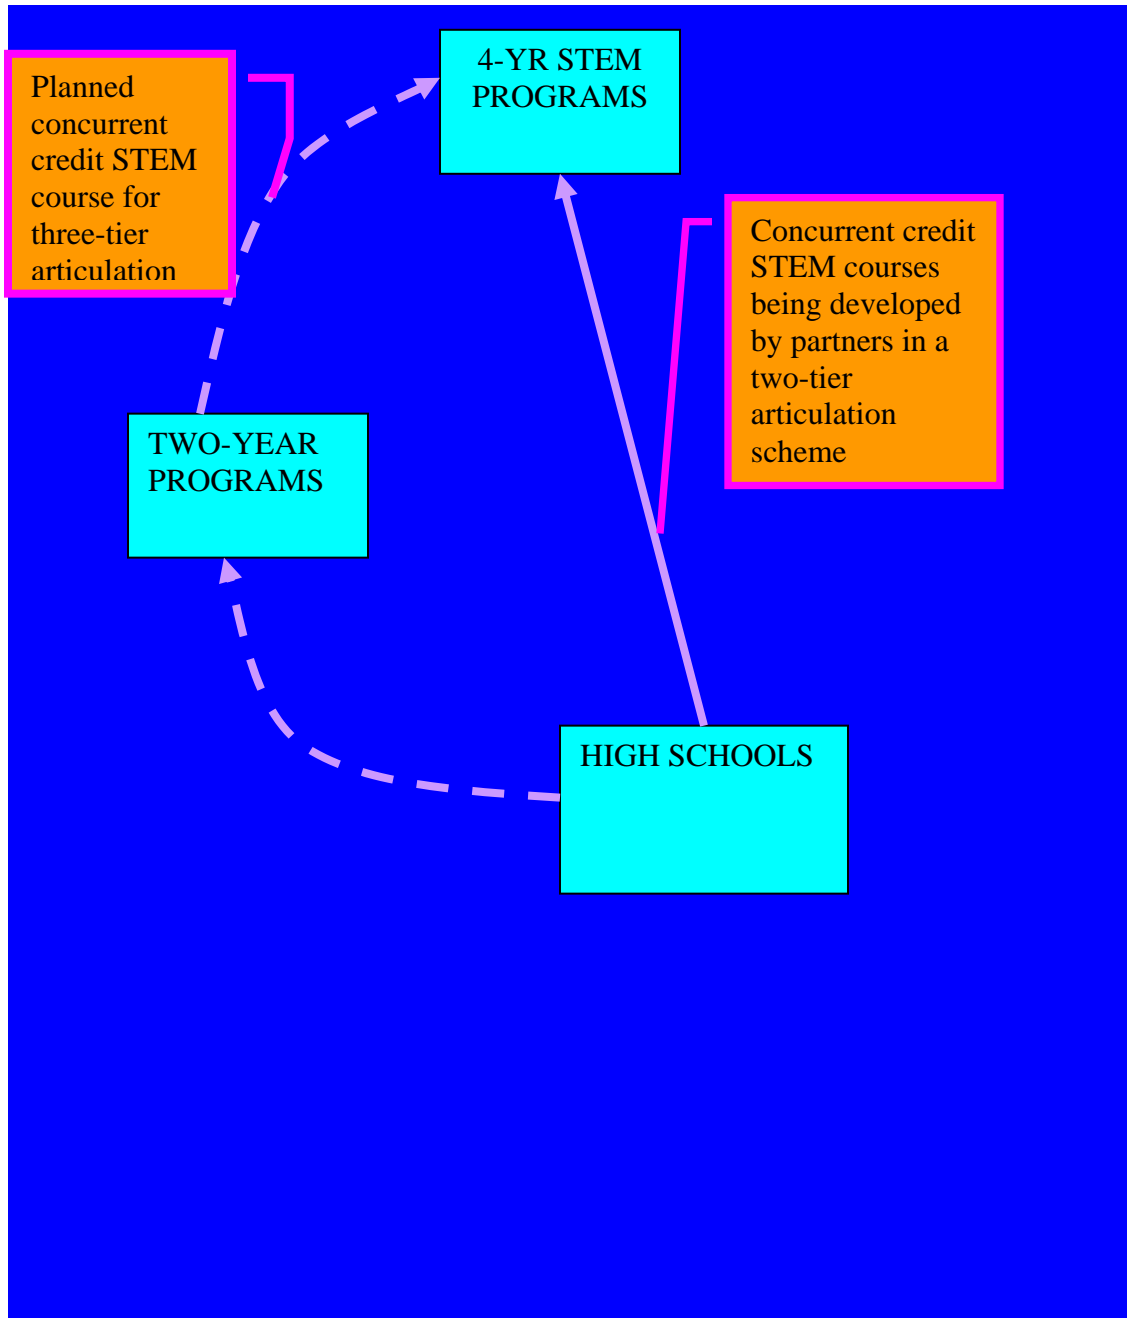 4-YR STEM
PROGRAMS
Planned
concurrent
credit STEM
course for
three-tier
articulation
Concurrent credit
STEM courses
being developed
by partners in a
two-tier
articulation
scheme
TWO-YEAR
PROGRAMS
HIGH SCHOOLS